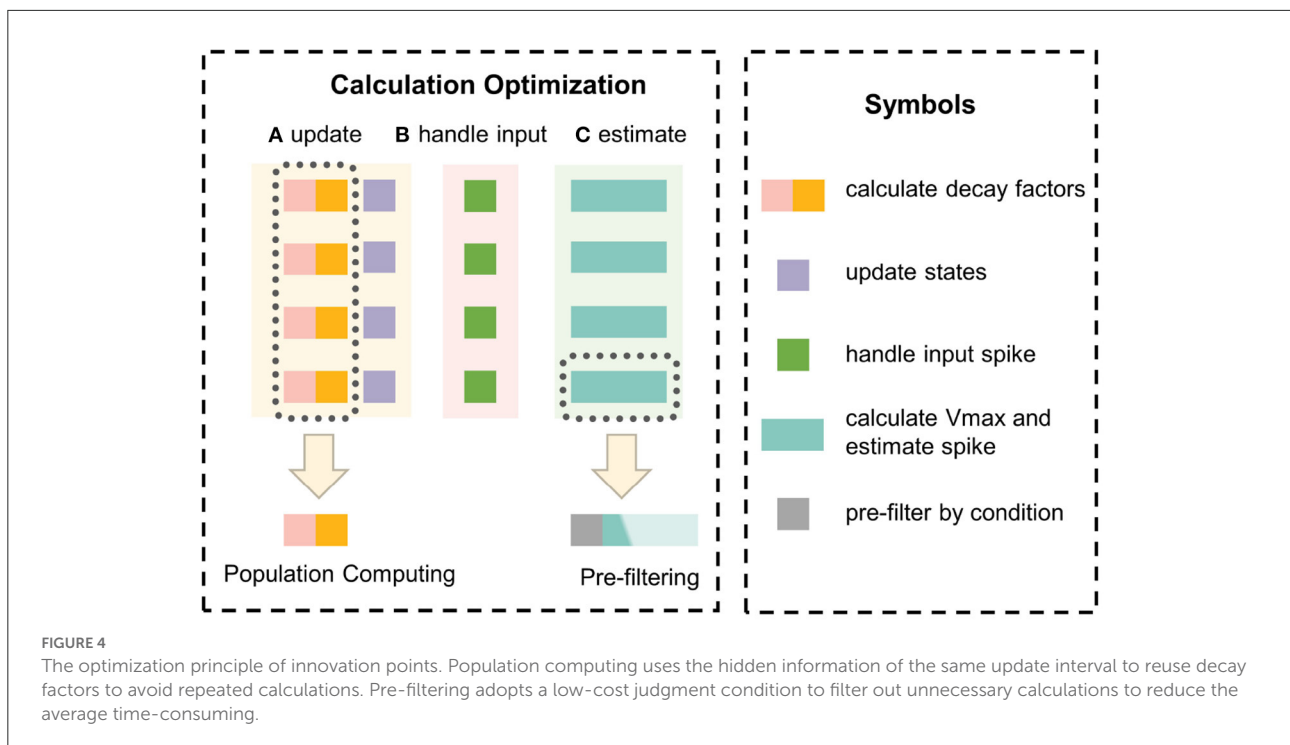 Calculation Optimization
A update
B handle input
C estimate
Population Computing
Pre-filtering
Symbols
calculate decay factors
update states
handle input spike
calculate Vmax and
estimate spike
pre-filter by condition
FIGURE 4
The optimization principle of innovation points. Population computing uses the hidden information of the same update interval to reuse decay
factors to avoid repeated calculations. Pre-filtering adopts a low-cost judgment condition to filter out unnecessary calculations to reduce the
average time-consuming.